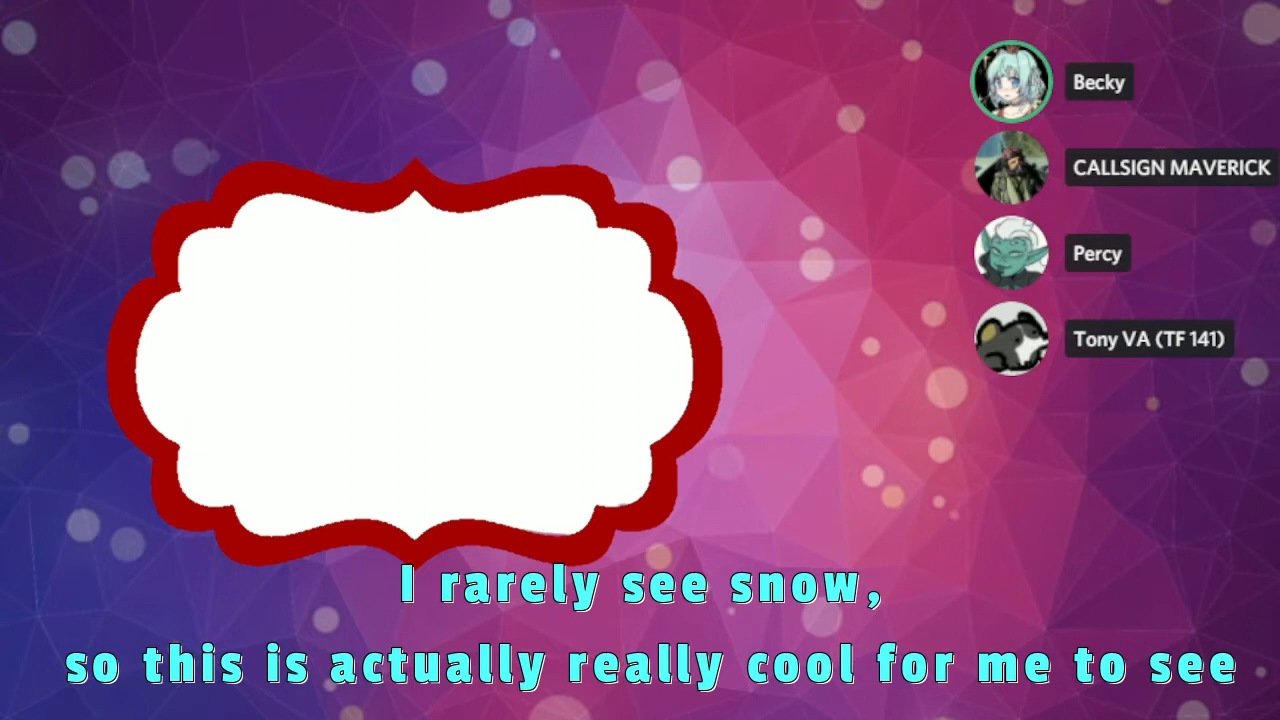 Becky
CALLSIGN MAVERICK
Percy
Tony VA (TF 141)
I rarely see snow,
so this is actually really cool for me to see